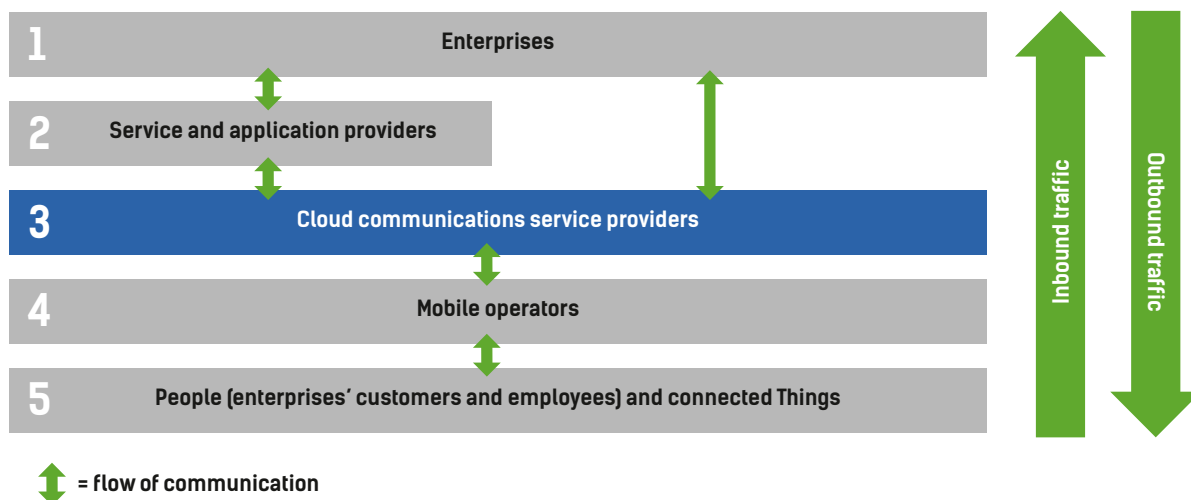 1
Enterprises
2
Service and application providers
3
Cloud communications service providers
4
Mobile operators
5
People (enterprises’ customers and employees) and connected Things
Inbound traffic
Outbound traffic
= flow of communication